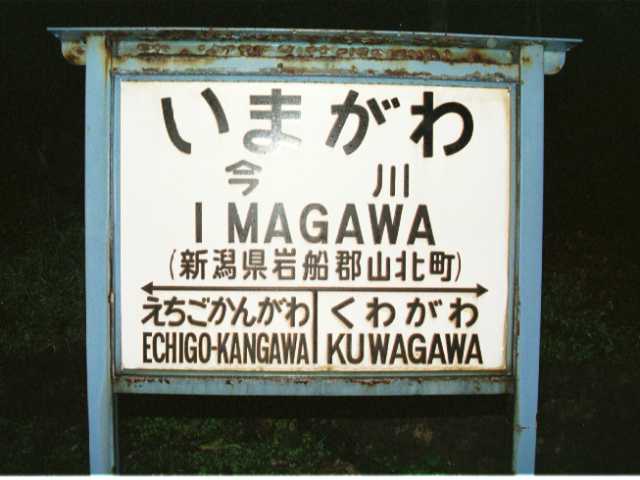 いまがわ
今川
IMAGAWA
(新潟県岩船郡山北町)
えちごかんがわ くわがわ
ECHIGO-KANGAWA KUWAGAWA